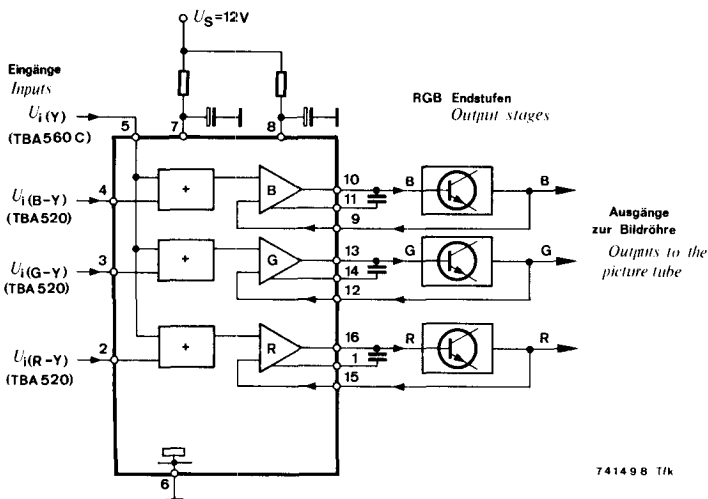 U_S=12V
Eingänge
Inputs
U_i(Y)
(TBA560C)
5
7
8
RGB Endstufen
Output stages
U_i(B-Y)
(TBA520)
4
+
B
10
11
9
B
B
U_i(G-Y)
(TBA520)
3
+
G
13
14
12
G
G
Ausgänge
zur Bildröhre
Outputs to the
picture tube
U_i(R-Y)
(TBA520)
2
+
R
16
1
15
R
R
6
741498 Tfk